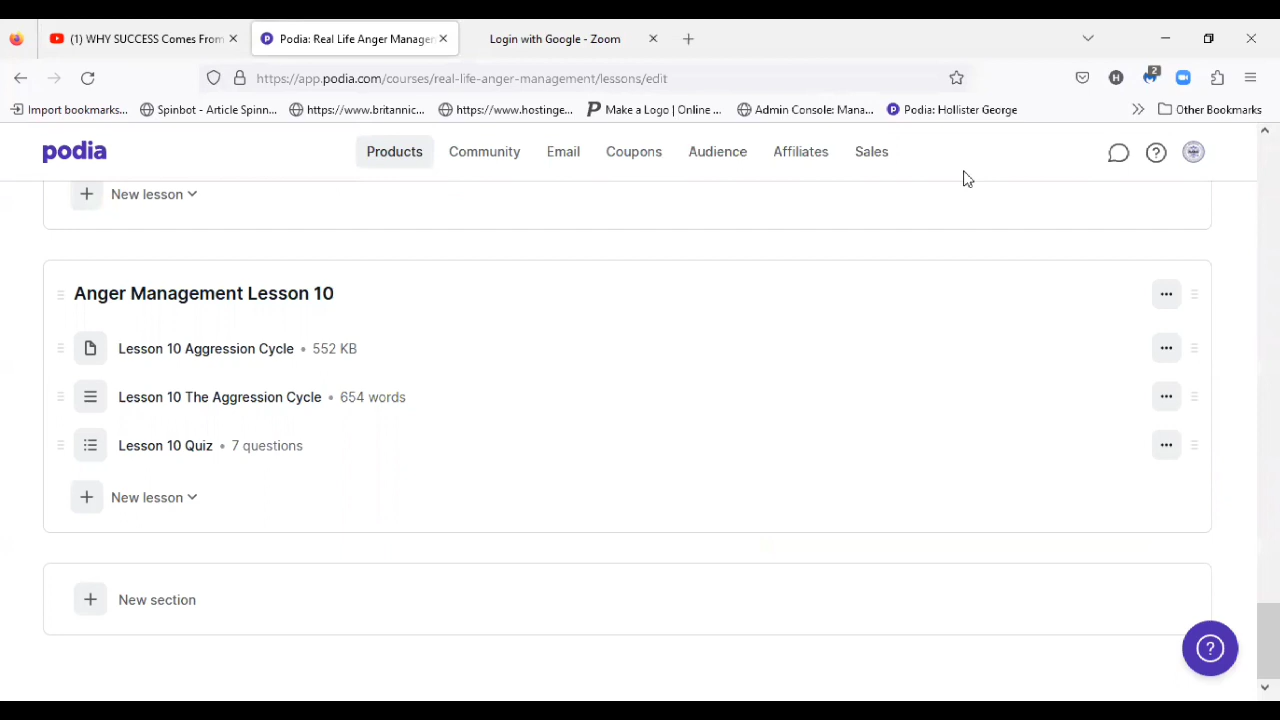 (1) WHY SUCCESS Comes From
Podia: Real Life Anger Manager
Login with Google - Zoom
https://app.podia.com/courses/real-life-anger-management/lessons/edit
H
2
Import bookmarks...
Spinbot - Article Spinn...
https://www.britannic...
https://www.hostinge...
Make a Logo | Online ...
Admin Console: Mana...
Podia: Hollister George
Other Bookmarks
podia
Products
Community
Email
Coupons
Audience
Affiliates
Sales
New lesson
Anger Management Lesson 10
Lesson 10 Aggression Cycle • 552 KB
Lesson 10 The Aggression Cycle • 654 words
Lesson 10 Quiz • 7 questions
New lesson
New section